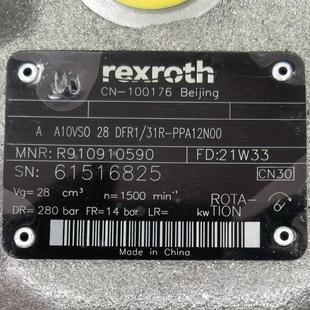 rexroth
CN-100176 Beijing
A A10VSO 28 DFR1/31R-PPA12N00
MNR: R910910590 FD:21W33
SN: 61516825 CN30
Vg= 28 cm³ n= 1500 min⁻¹ ROTA-
DR= 280 bar FR= 14 bar LR= kw TION
Made in China